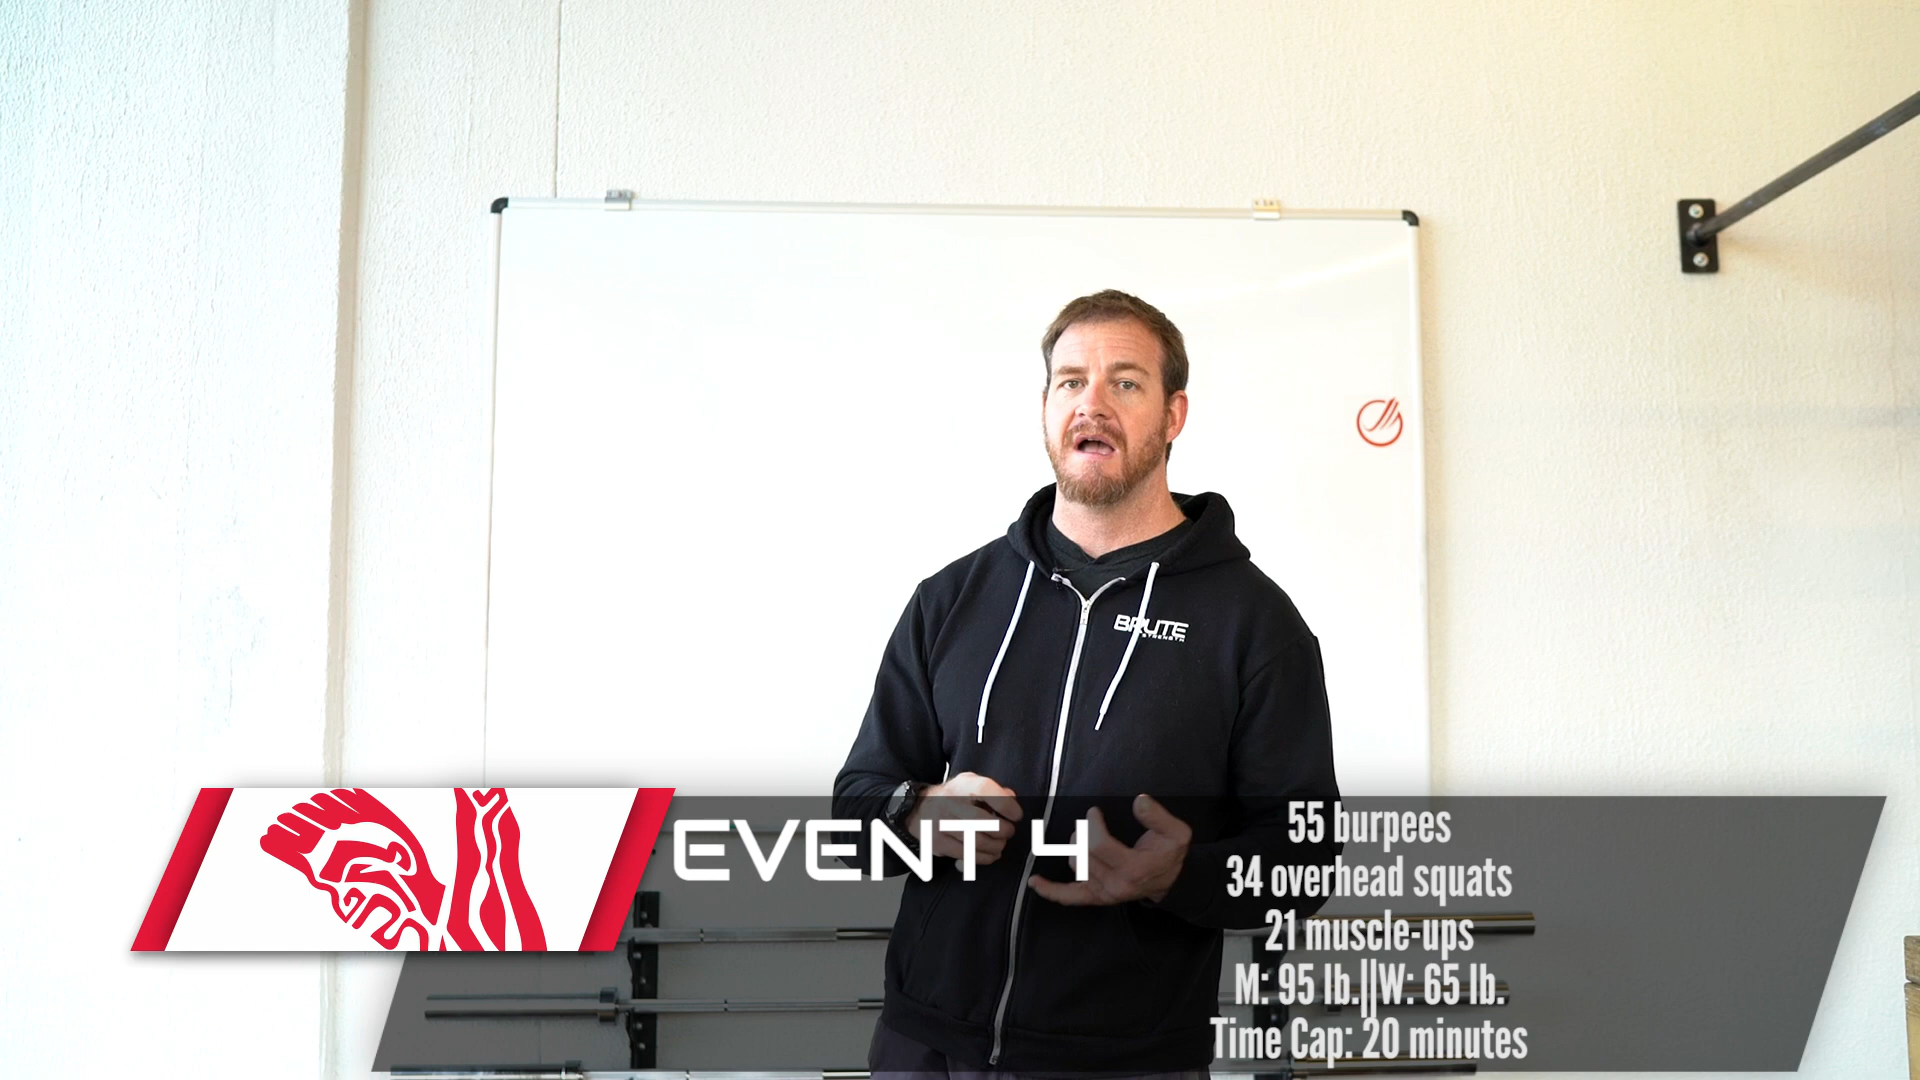 BRUTE
STRENGTH
EVENT 4
55 burpees
34 overhead squats
21 muscle-ups
M: 95 lb.||W: 65 lb.
Time Cap: 20 minutes